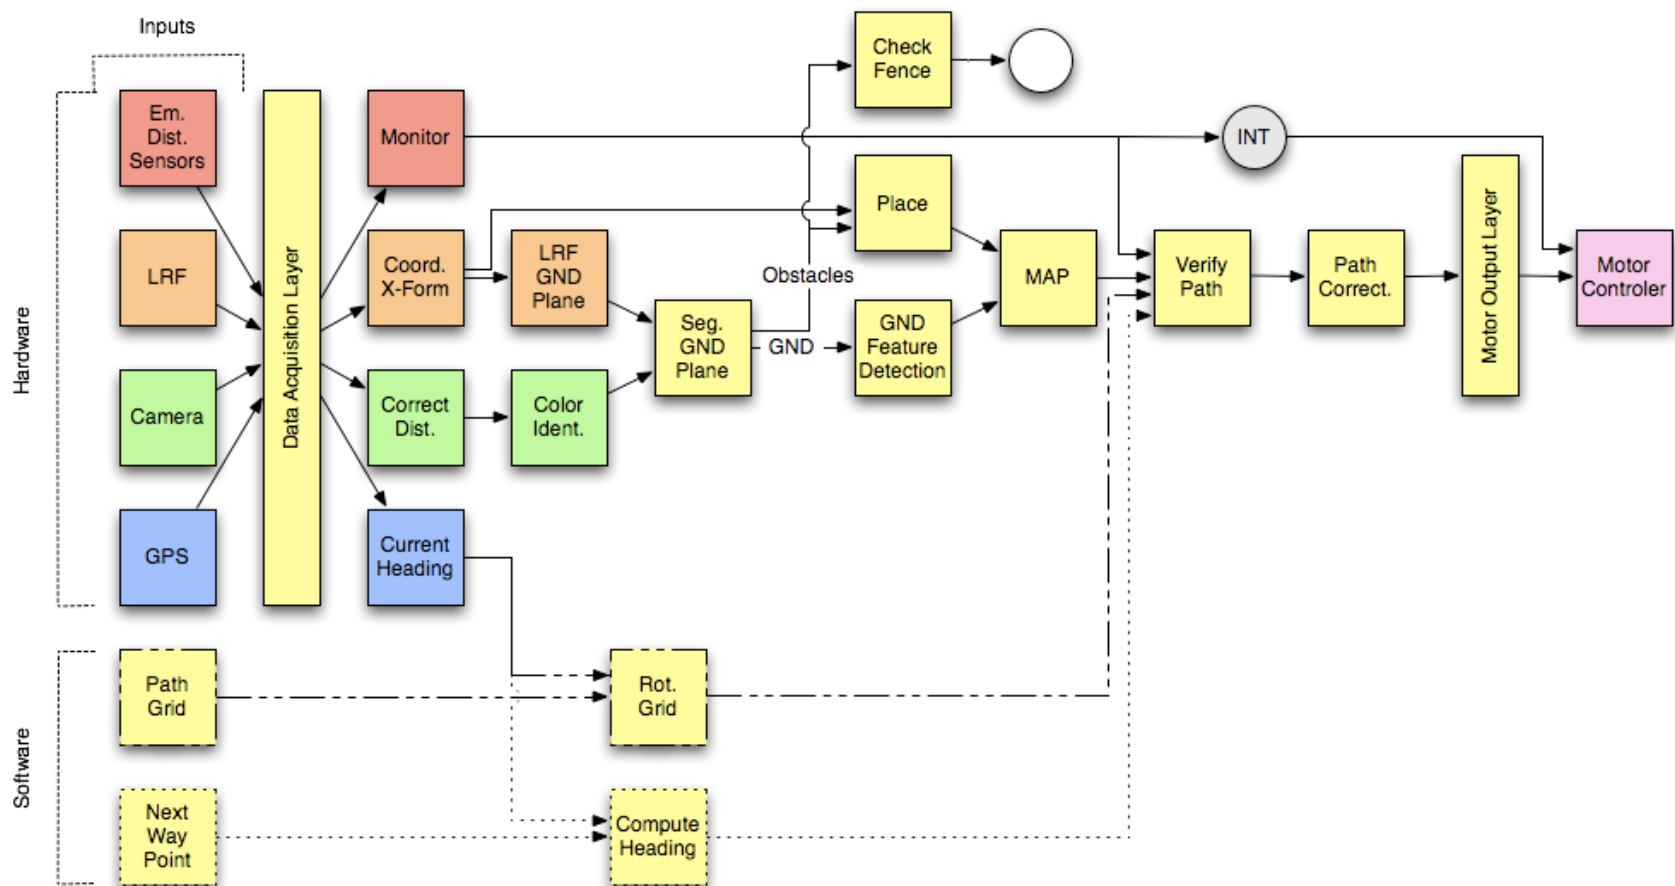 Inputs
Hardware
Software
Em.
Dist.
Sensors
LRF
Camera
GPS
Path
Grid
Next
Way
Point
Data Acquisition Layer
Monitor
Coord.
X-Form
Correct
Dist.
Current
Heading
LRF
GND
Plane
Color
Ident.
Rot.
Grid
Compute
Heading
Seg.
GND
Plane
Obstacles
GND
Check
Fence
Place
GND
Feature
Detection
MAP
INT
Verify
Path
Path
Correct.
Motor Output Layer
Motor
Controler